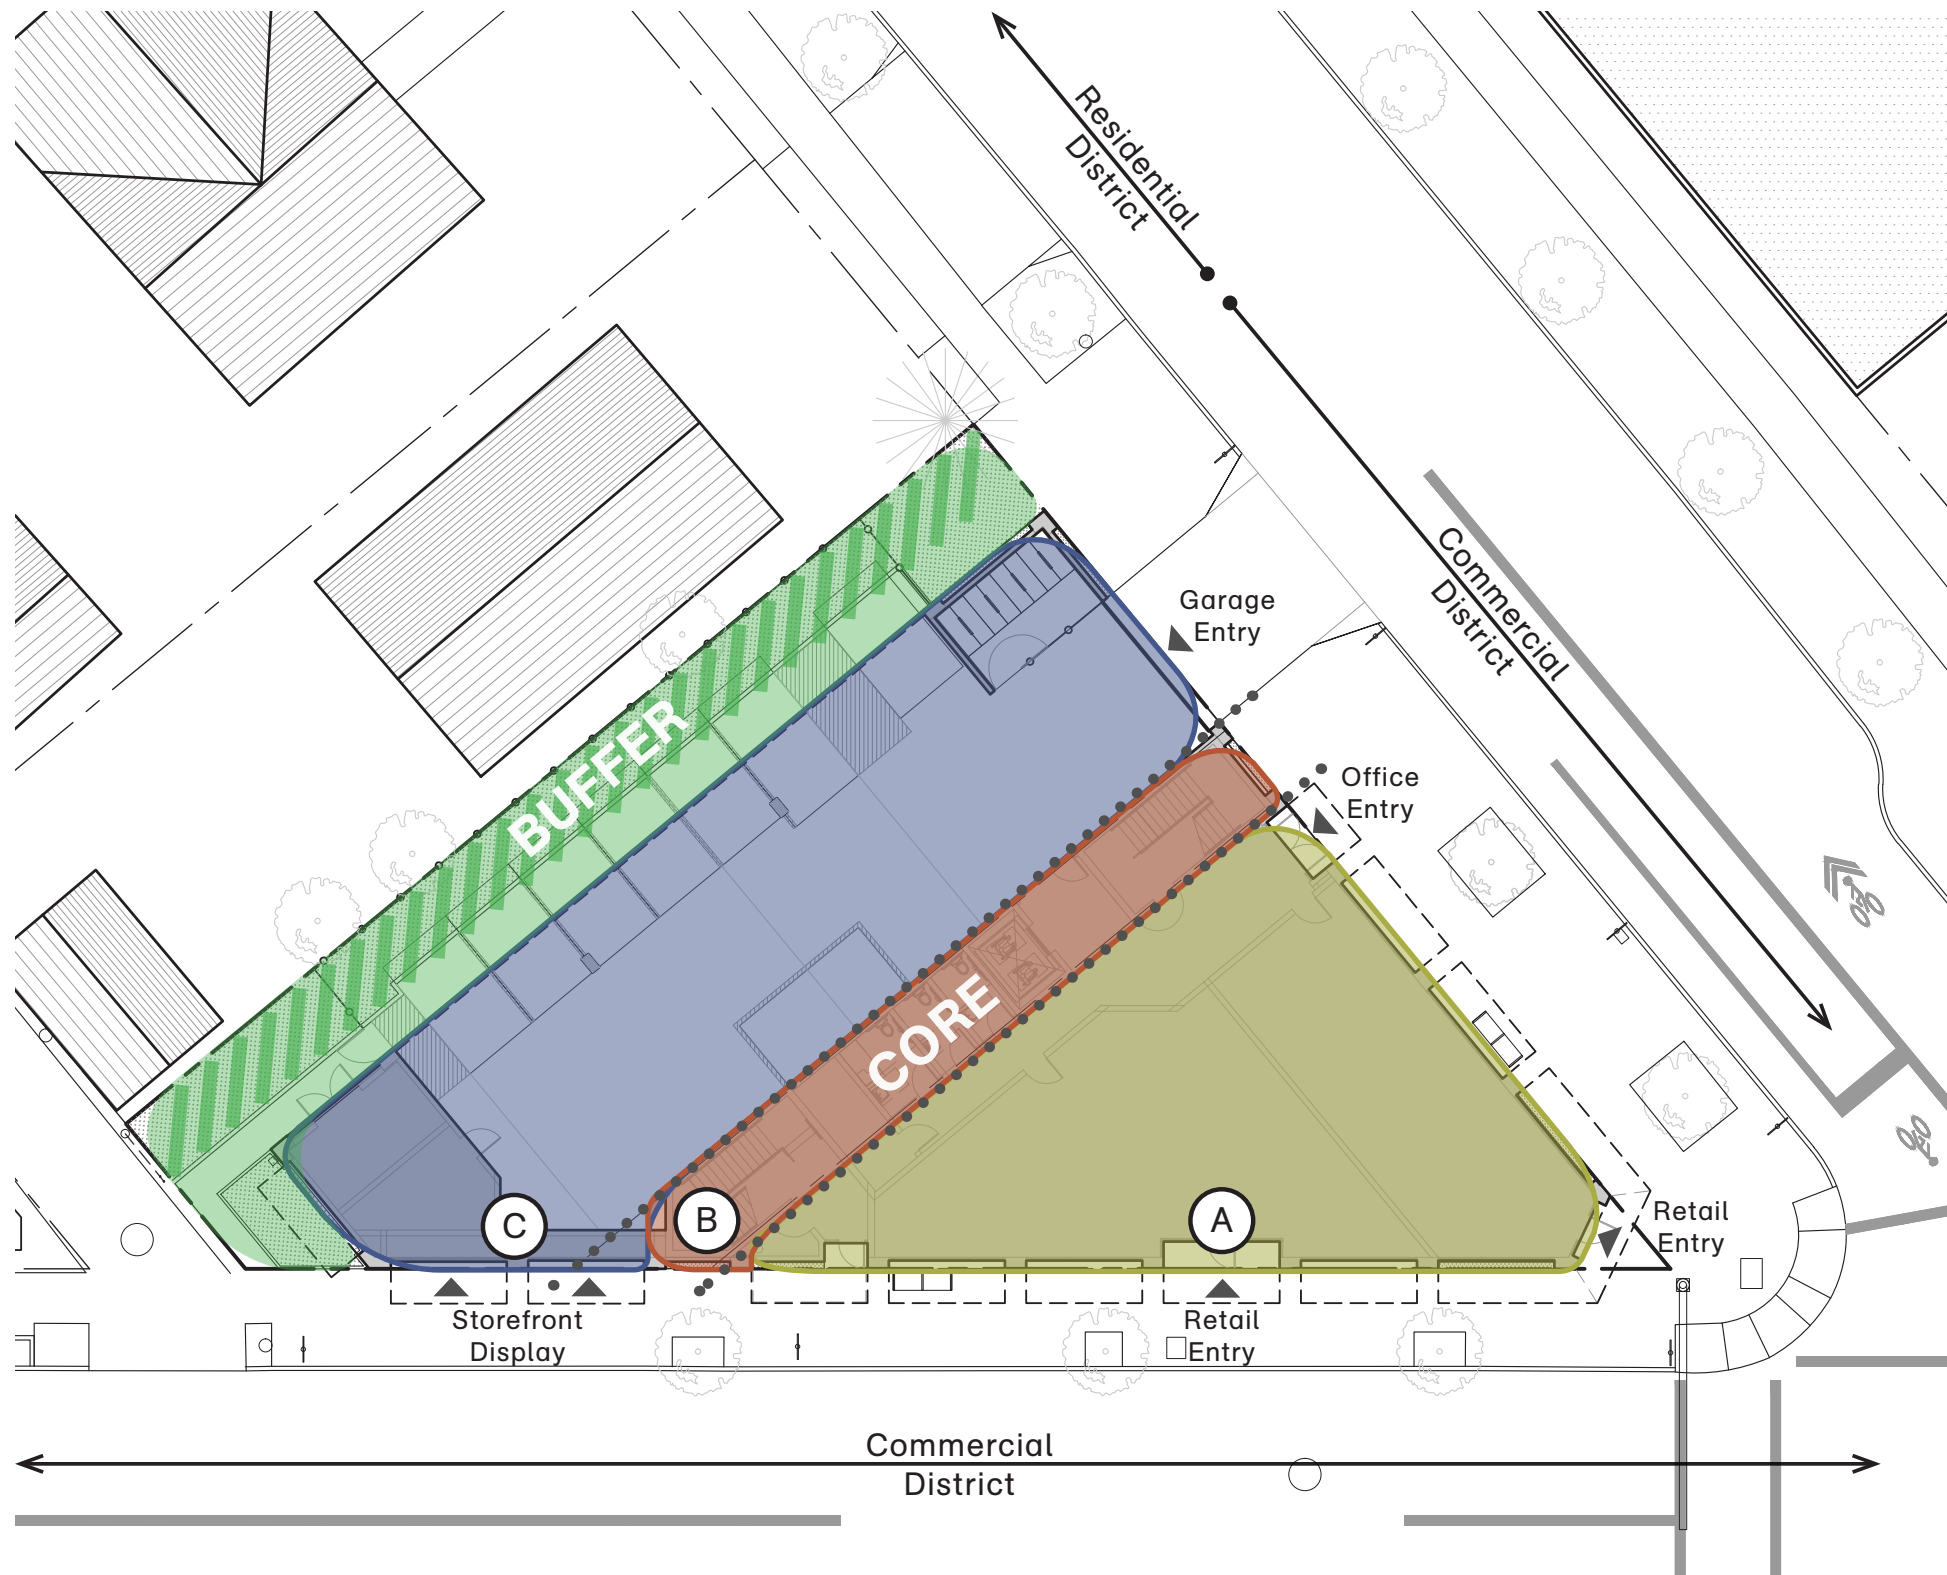 Residential
District
Commercial
District
Garage
Entry
Office
Entry
BUFFER
CORE
C
B
A
Retail
Entry
Storefront
Display
Retail
Entry
Commercial
District